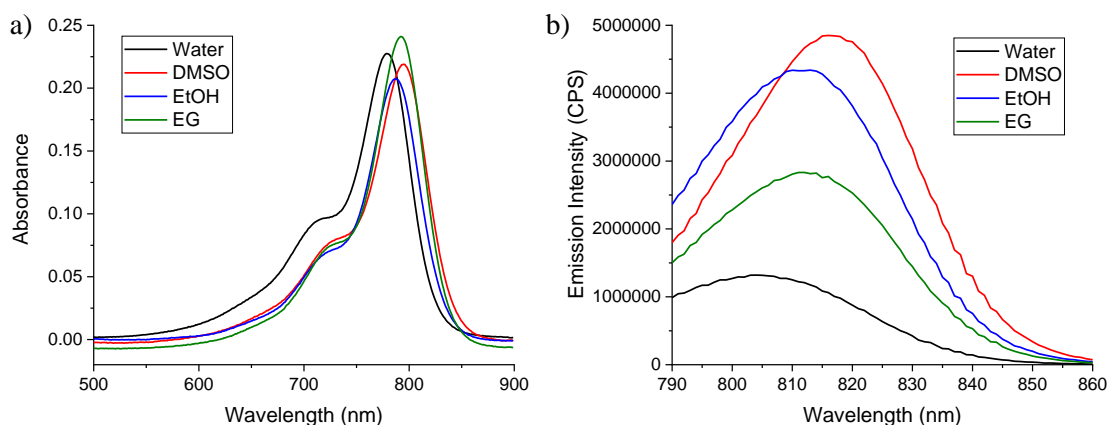 a)
0.25
0.20
0.15
0.10
0.05
0.00
Absorbance
Water
DMSO
EtOH
EG
500
600
700
800
900
Wavelength (nm)
b)
5000000
4000000
3000000
2000000
1000000
0
Emission Intensity (CPS)
Water
DMSO
EtOH
EG
790
800
810
820
830
840
850
860
Wavelength (nm)